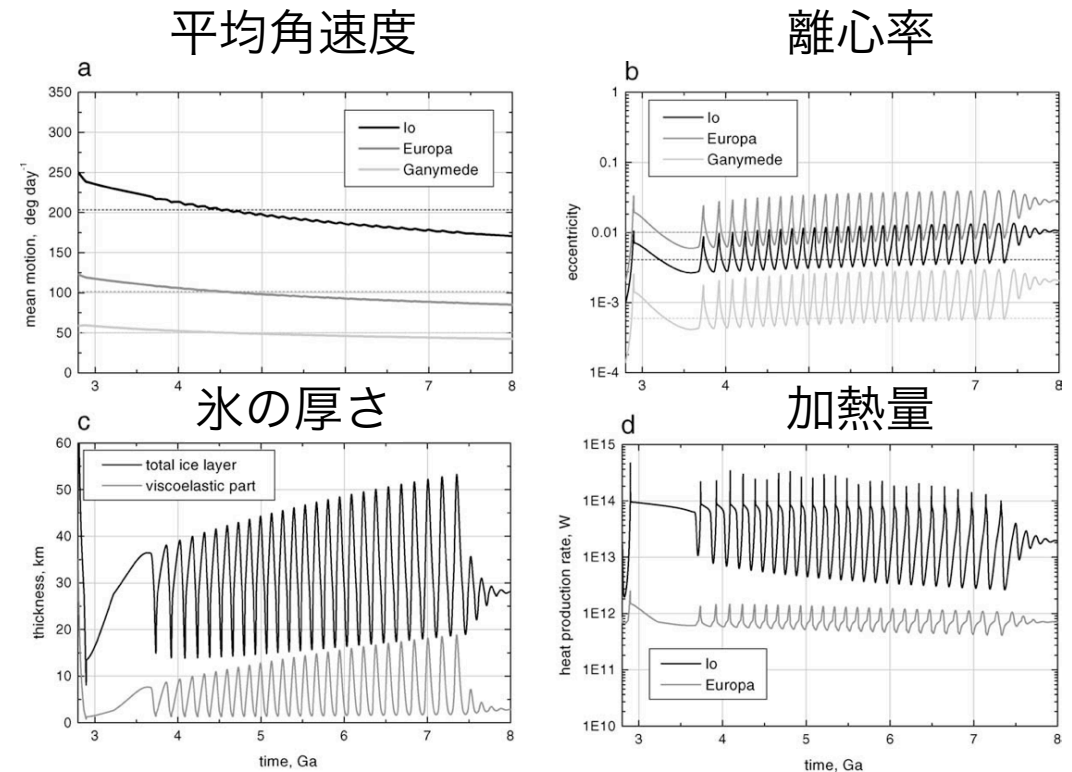 平均角速度
a
350
300
250
200
150
100
50
0
mean motion, deg day⁻¹
Io
Europa
Ganymede
3
4
7
8
離心率
b
1
0.1
0.01
1E-3
1E-4
eccentricity
Io
Europa
Ganymede
3
4
7
8
氷の厚さ
c
60
50
40
30
20
10
0
thickness, km
total ice layer
viscoelastic part
3
4
5
6
7
8
time, Ga
加熱量
d
1E15
1E14
1E13
1E12
1E11
1E10
heat production rate, W
Io
Europa
3
4
5
6
7
8
time, Ga